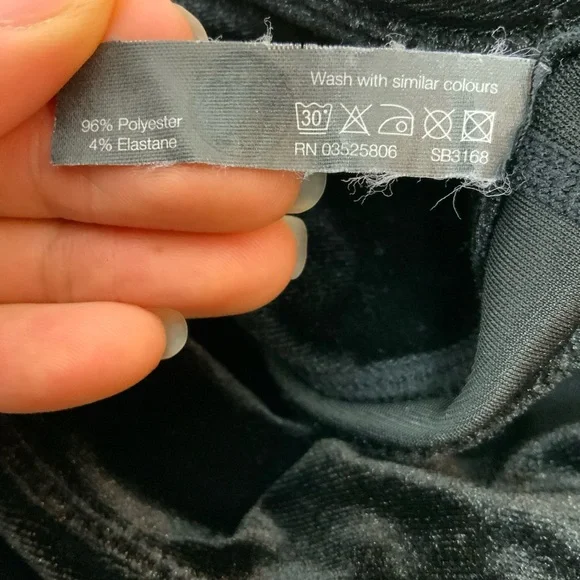 Wash with similar colours
96% Polyester
4% Elastane
30°
RN 03525806 SB3168